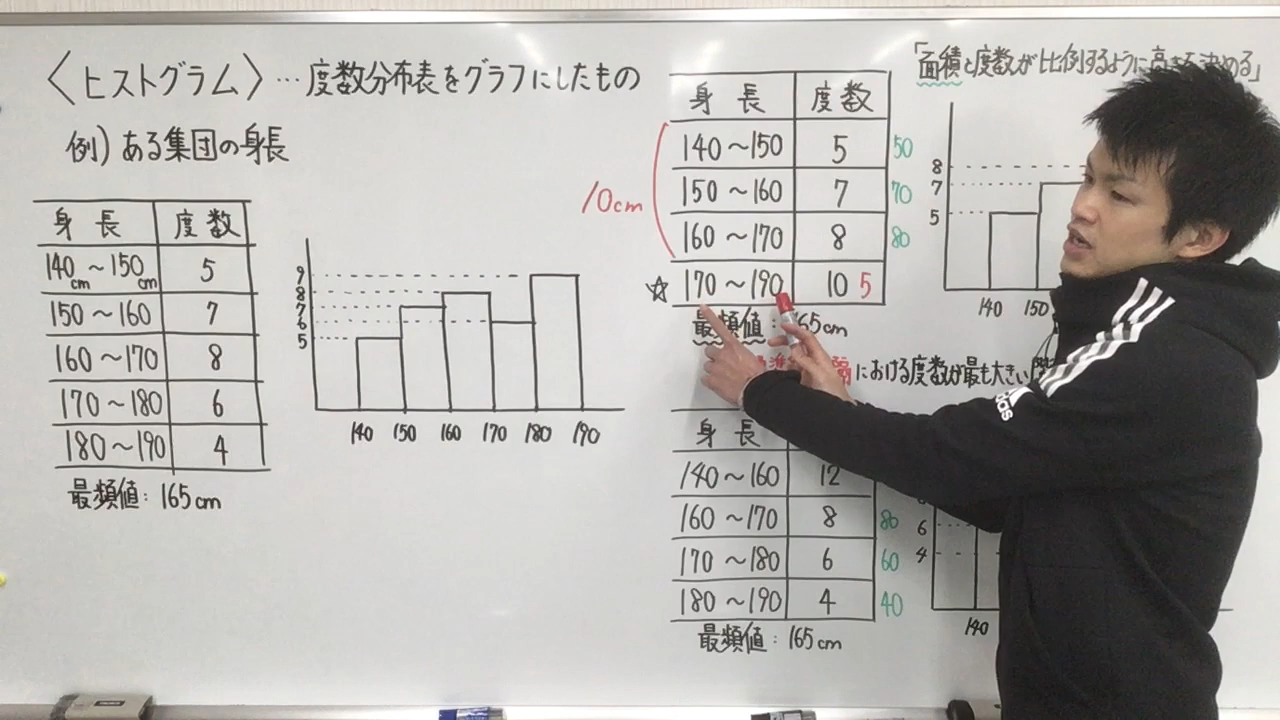 〈ヒストグラム〉…度数分布表をグラフにしたもの
例) ある集団の身長
身 長 度数
140cm 〜150cm 5
150 〜160 7
160 〜170 8
170 〜180 6
180 〜190 4
最頻値: 165cm
9
8
7
6
5
140 150 160 170 180 190
「面積と度数が比例するように高さを決める」
身 長 度数
10cm
140 〜150 5 50
150 〜160 7 70
160 〜170 8 80
☆ 170 〜190 10 5
最頻値: 165cm
における度数が最も大きい
8
7
5
140 150
身 長
140 〜160 12
160 〜170 8 80
170 〜180 6 60
180 〜190 4 40
最頻値: 165cm
6
4
140
adidas